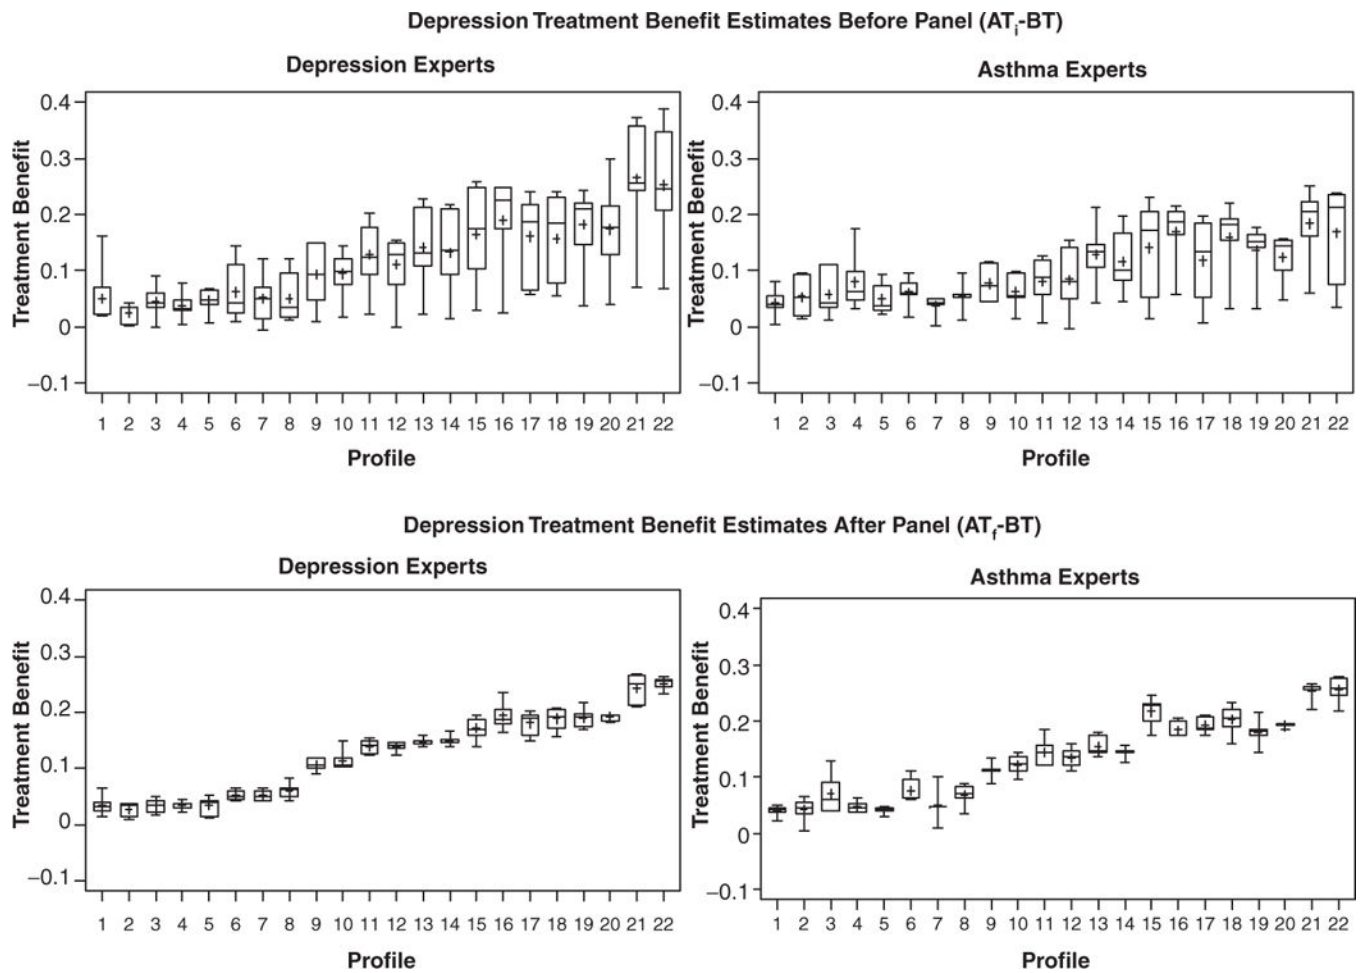 Depression Treatment Benefit Estimates Before Panel (ATi-BT)
Depression Experts
Asthma Experts
Treatment Benefit
0.4
0.3
0.2
0.1
0
−0.1
1 2 3 4 5 6 7 8 9 10 11 12 13 14 15 16 17 18 19 20 21 22
Profile
Treatment Benefit
0.4
0.3
0.2
0.1
0
−0.1
1 2 3 4 5 6 7 8 9 10 11 12 13 14 15 16 17 18 19 20 21 22
Profile
Depression Treatment Benefit Estimates After Panel (ATf-BT)
Depression Experts
Asthma Experts
Treatment Benefit
0.4
0.3
0.2
0.1
0
−0.1
1 2 3 4 5 6 7 8 9 10 11 12 13 14 15 16 17 18 19 20 21 22
Profile
Treatment Benefit
0.4
0.3
0.2
0.1
0
−0.1
1 2 3 4 5 6 7 8 9 10 11 12 13 14 15 16 17 18 19 20 21 22
Profile